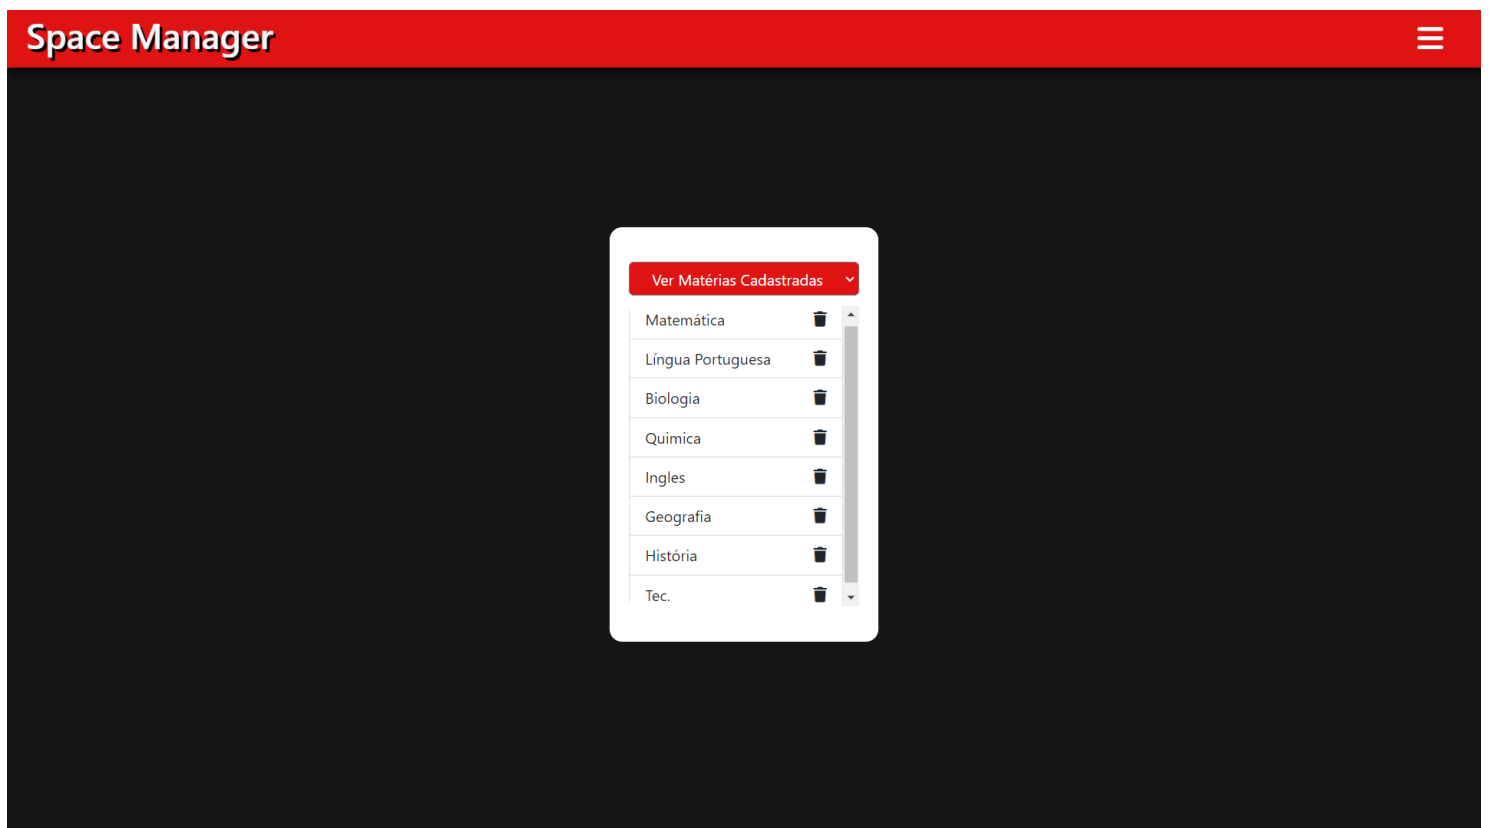 Space Manager
Ver Matérias Cadastradas
Matemática
Língua Portuguesa
Biologia
Quimica
Ingles
Geografia
História
Tec.